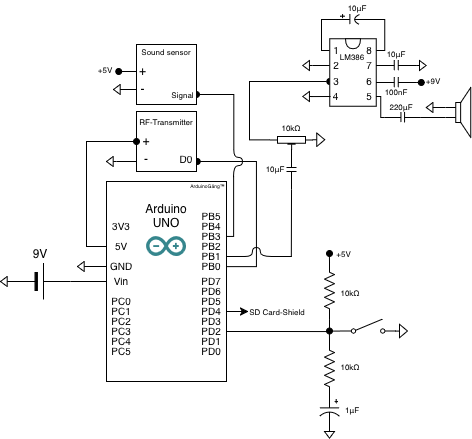 10µF
+
1
8
LM386
2
7
10µF
3
6
+9V
100nF
4
5
220µF
Sound sensor
+5V
+
-
Signal
RF-Transmitter
+
-
D0
10kΩ
10µF
ArduinoGäng™
Arduino
UNO
3V3
5V
GND
Vin
PC0
PC1
PC2
PC3
PC4
PC5
PB5
PB4
PB3
PB2
PB1
PB0
PD7
PD6
PD5
PD4
PD3
PD2
PD1
PD0
9V
SD Card-Shield
+5V
10kΩ
10kΩ
+
1µF